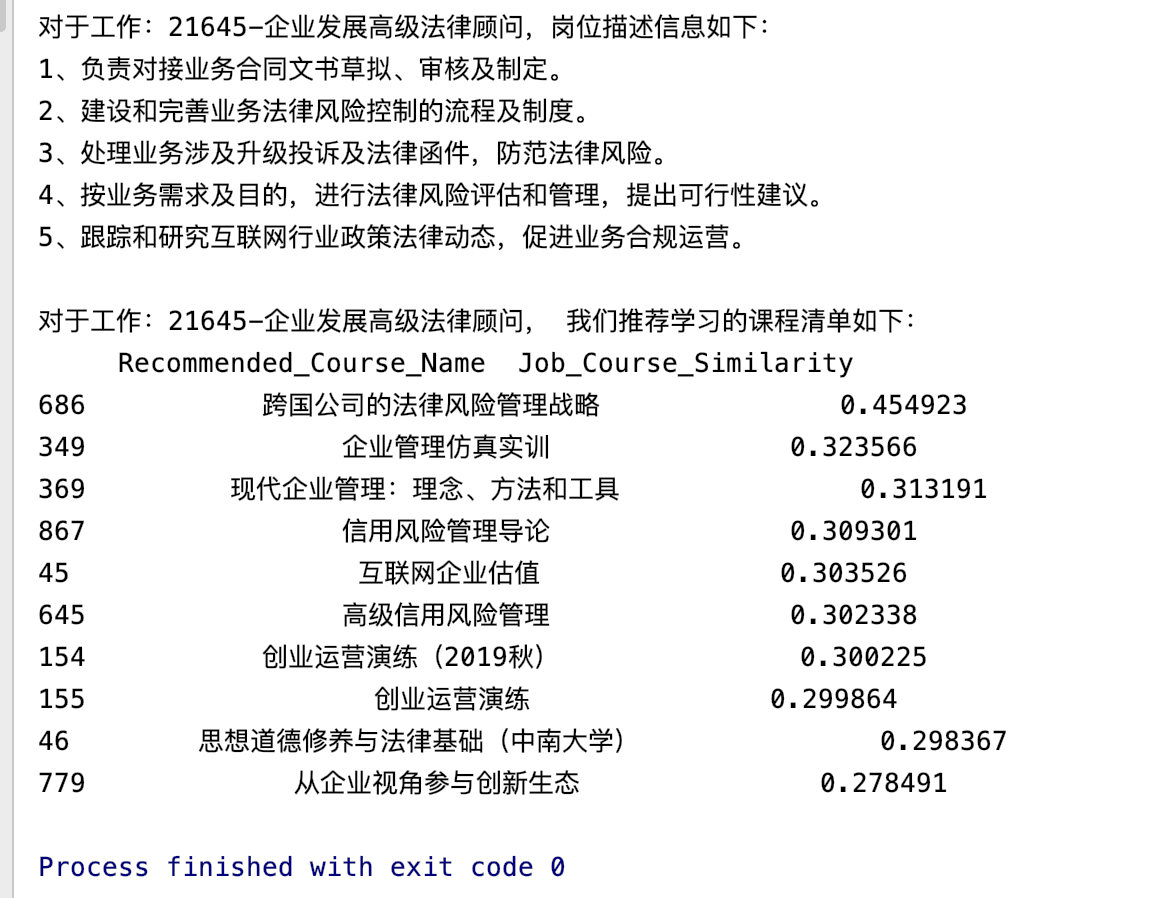 对于工作：21645-企业发展高级法律顾问，岗位描述信息如下：
1、负责对接业务合同文书草拟、审核及制定。
2、建设和完善业务法律风险控制的流程及制度。
3、处理业务涉及升级投诉及法律函件，防范法律风险。
4、按业务需求及目的，进行法律风险评估和管理，提出可行性建议。
5、跟踪和研究互联网行业政策法律动态，促进业务合规运营。
对于工作：21645-企业发展高级法律顾问， 我们推荐学习的课程清单如下：
Recommended_Course_Name Job_Course_Similarity
686 跨国公司的法律风险管理战略 0.454923
349 企业管理仿真实训 0.323566
369 现代企业管理：理念、方法和工具 0.313191
867 信用风险管理导论 0.309301
45 互联网企业估值 0.303526
645 高级信用风险管理 0.302338
154 创业运营演练（2019秋） 0.300225
155 创业运营演练 0.299864
46 思想道德修养与法律基础（中南大学） 0.298367
779 从企业视角参与创新生态 0.278491
Process finished with exit code 0